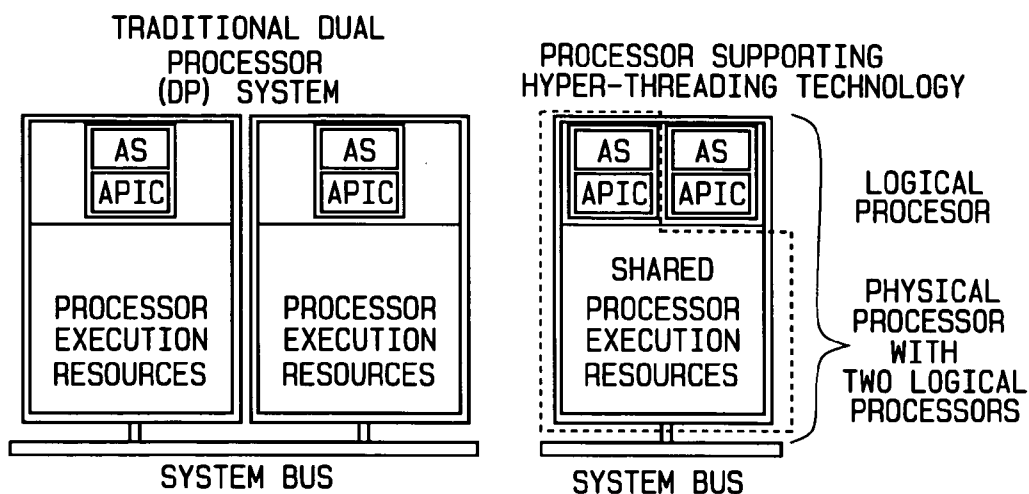 TRADITIONAL DUAL
PROCESSOR
(DP) SYSTEM
AS
APIC
PROCESSOR
EXECUTION
RESOURCES
AS
APIC
PROCESSOR
EXECUTION
RESOURCES
SYSTEM BUS
PROCESSOR SUPPORTING
HYPER-THREADING TECHNOLOGY
AS
APIC
AS
APIC
SHARED
PROCESSOR
EXECUTION
RESOURCES
SYSTEM BUS
LOGICAL
PROCESOR
PHYSICAL
PROCESSOR
WITH
TWO LOGICAL
PROCESSORS